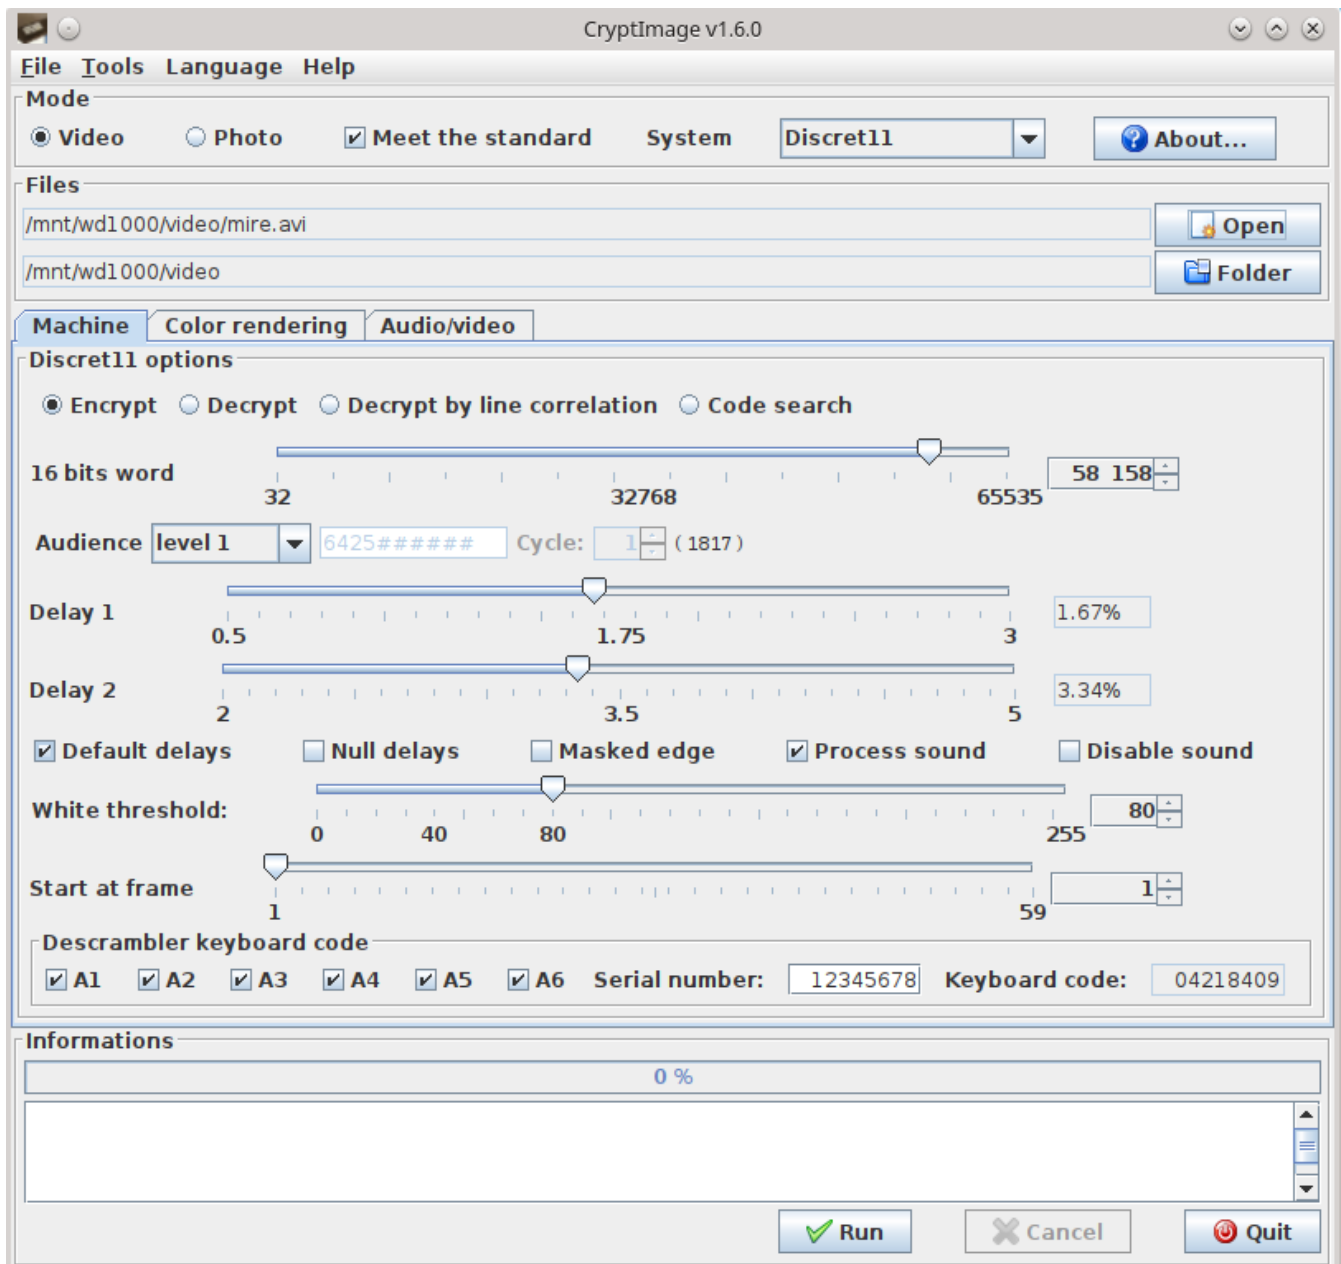 CryptImage v1.6.0
File Tools Language Help
Mode
Video Photo Meet the standard System Discret11 About...
Files
/mnt/wd1000/video/mire.avi Open
/mnt/wd1000/video Folder
Machine Color rendering Audio/video
Discret11 options
Encrypt Decrypt Decrypt by line correlation Code search
16 bits word 58 158
32 32768 65535
Audience level 1 6425###### Cycle: 1 ( 1817 )
Delay 1 1.67%
0.5 1.75 3
Delay 2 3.34%
2 3.5 5
Default delays Null delays Masked edge Process sound Disable sound
White threshold: 80
0 40 80 255
Start at frame 1
1 59
Descrambler keyboard code
A1 A2 A3 A4 A5 A6 Serial number: 12345678 Keyboard code: 04218409
Informations
0 %
Run Cancel Quit